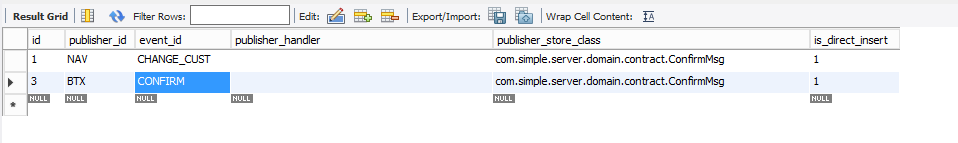 Result Grid Filter Rows: Edit: Export/Import: Wrap Cell Content: IA
id publisher_id event_id publisher_handler publisher_store_class is_direct_insert
1 NAV CHANGE_CUST com.simple.server.domain.contract.ConfirmMsg 1
3 BTX CONFIRM com.simple.server.domain.contract.ConfirmMsg 1
* NULL NULL NULL NULL NULL NULL